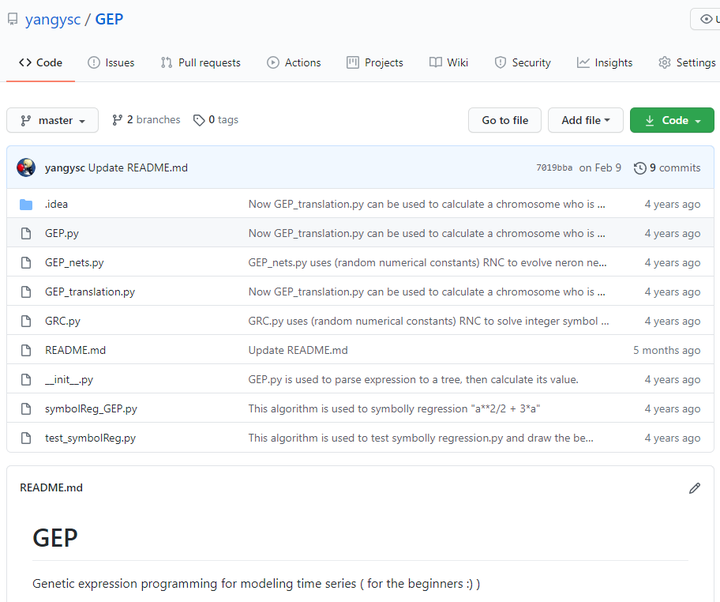 yangysc / GEP
Code Issues Pull requests Actions Projects Wiki Security Insights Settings
master 2 branches 0 tags Go to file Add file Code
yangysc Update README.md 7019bba on Feb 9 9 commits
.idea Now GEP_translation.py can be used to calculate a chromosome who is ... 4 years ago
GEP.py Now GEP_translation.py can be used to calculate a chromosome who is ... 4 years ago
GEP_nets.py GEP_nets.py uses (random numerical constants) RNC to evolve neron ne... 4 years ago
GEP_translation.py Now GEP_translation.py can be used to calculate a chromosome who is ... 4 years ago
GRC.py GRC.py uses (random numerical constants) RNC to solve integer symbol ... 4 years ago
README.md Update README.md 5 months ago
__init__.py GEP.py is used to parse expression to a tree, then calculate its value. 4 years ago
symbolReg_GEP.py This algorithm is used to symbolly regression "a**2/2 + 3*a" 4 years ago
test_symbolReg.py This algorithm is used to test symbolly regression.py and draw the be... 4 years ago
README.md
GEP
Genetic expression programming for modeling time series ( for the beginners :) )